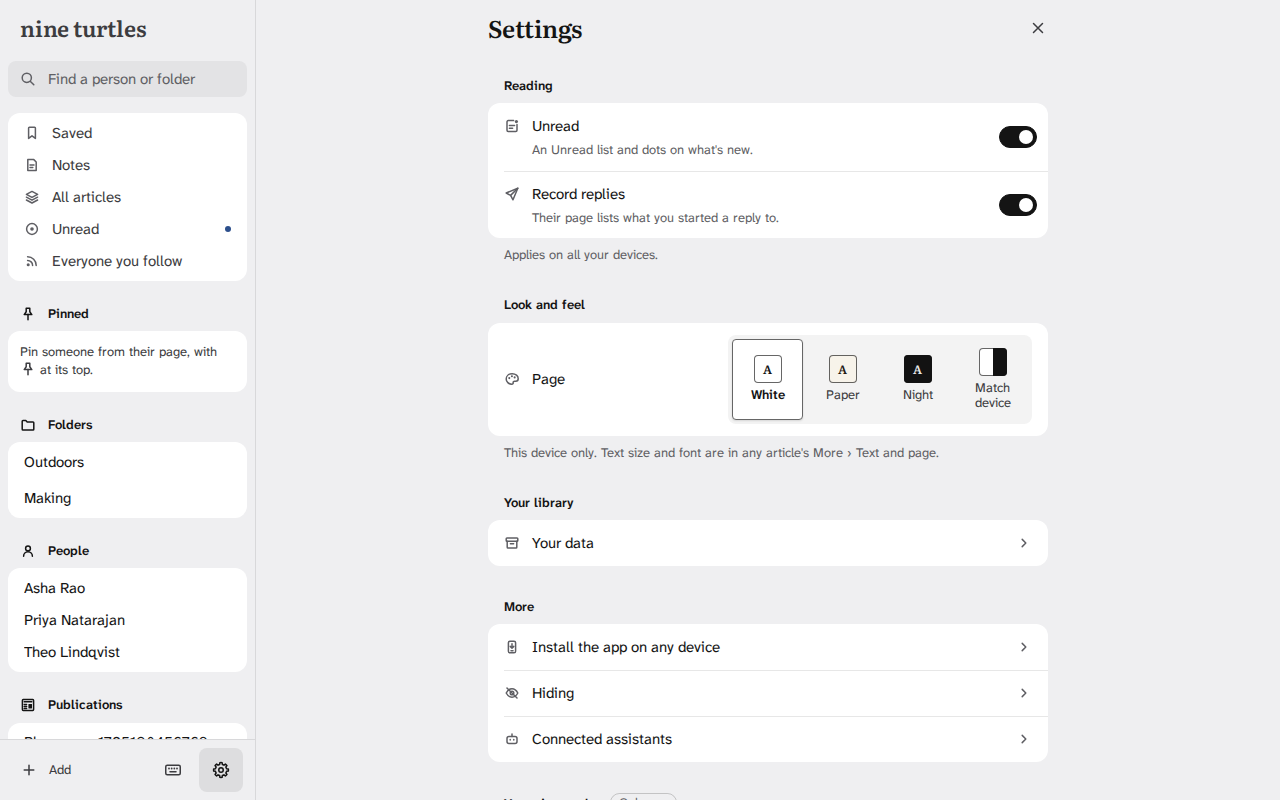 nine turtles
Find a person or folder
Saved
Notes
All articles
Unread
Everyone you follow
Pinned
Pin someone from their page, with
at its top.
Folders
Outdoors
Making
People
Asha Rao
Priya Natarajan
Theo Lindqvist
Publications
Add
Settings
Reading
Unread
An Unread list and dots on what's new.
Record replies
Their page lists what you started a reply to.
Applies on all your devices.
Look and feel
Page
A
White
A
Paper
A
Night
Match
device
This device only. Text size and font are in any article's More › Text and page.
Your library
Your data
More
Install the app on any device
Hiding
Connected assistants